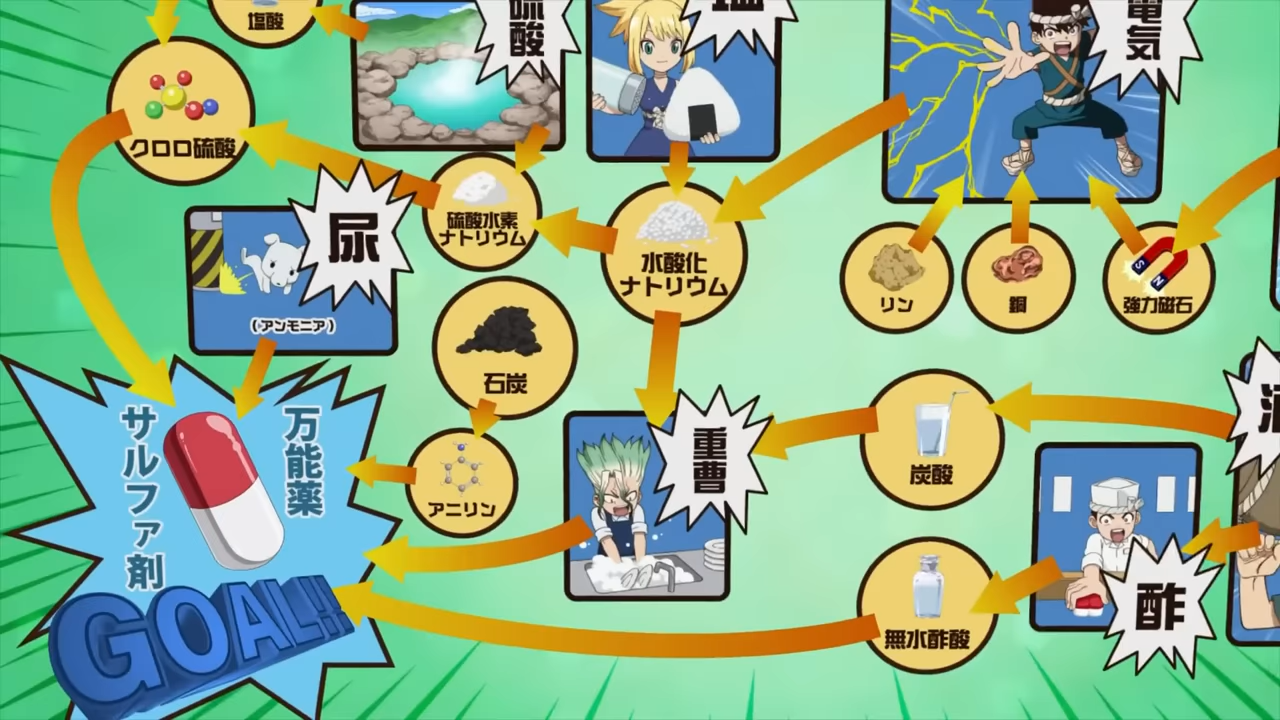 塩酸
硫酸
塩
電気
クロロ硫酸
硫酸水素
ナトリウム
水酸化
ナトリウム
尿
(アンモニア)
リン
銅
S
N
強力磁石
石炭
アニリン
重曹
炭酸
酢
無水酢酸
万能薬
サルファ剤
GOAL!!